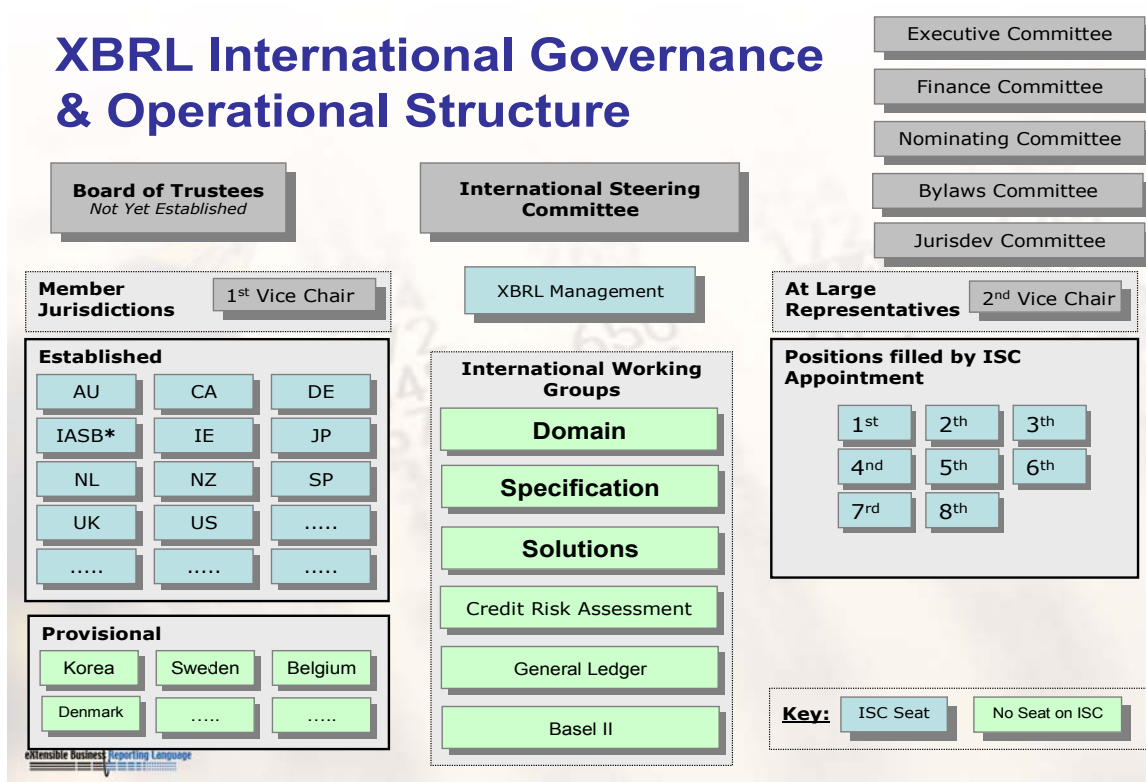 XBRL International Governance
& Operational Structure
Executive Committee
Finance Committee
Nominating Committee
Bylaws Committee
Jurisdev Committee
Board of Trustees
Not Yet Established
International Steering
Committee
Member
Jurisdictions
1st Vice Chair
XBRL Management
At Large
Representatives
2nd Vice Chair
Established
AU CA DE
IASB* IE JP
NL NZ SP
UK US .....
..... ..... .....
Provisional
Korea Sweden Belgium
Denmark ..... .....
International Working
Groups
Domain
Specification
Solutions
Credit Risk Assessment
General Ledger
Basel II
Positions filled by ISC
Appointment
1st 2th 3th
4nd 5th 6th
7rd 8th
Key: ISC Seat No Seat on ISC
eXtensible Business Reporting Language